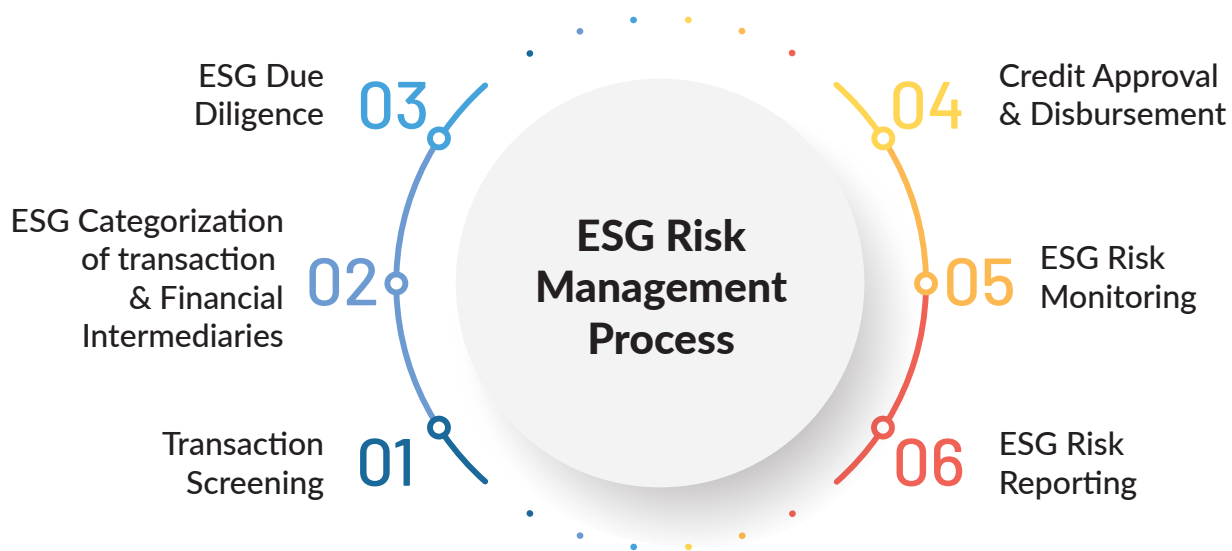 ESG Risk
Management
Process
01
Transaction
Screening
02
ESG Categorization
of transaction
& Financial
Intermediaries
03
ESG Due
Diligence
04
Credit Approval
& Disbursement
05
ESG Risk
Monitoring
06
ESG Risk
Reporting